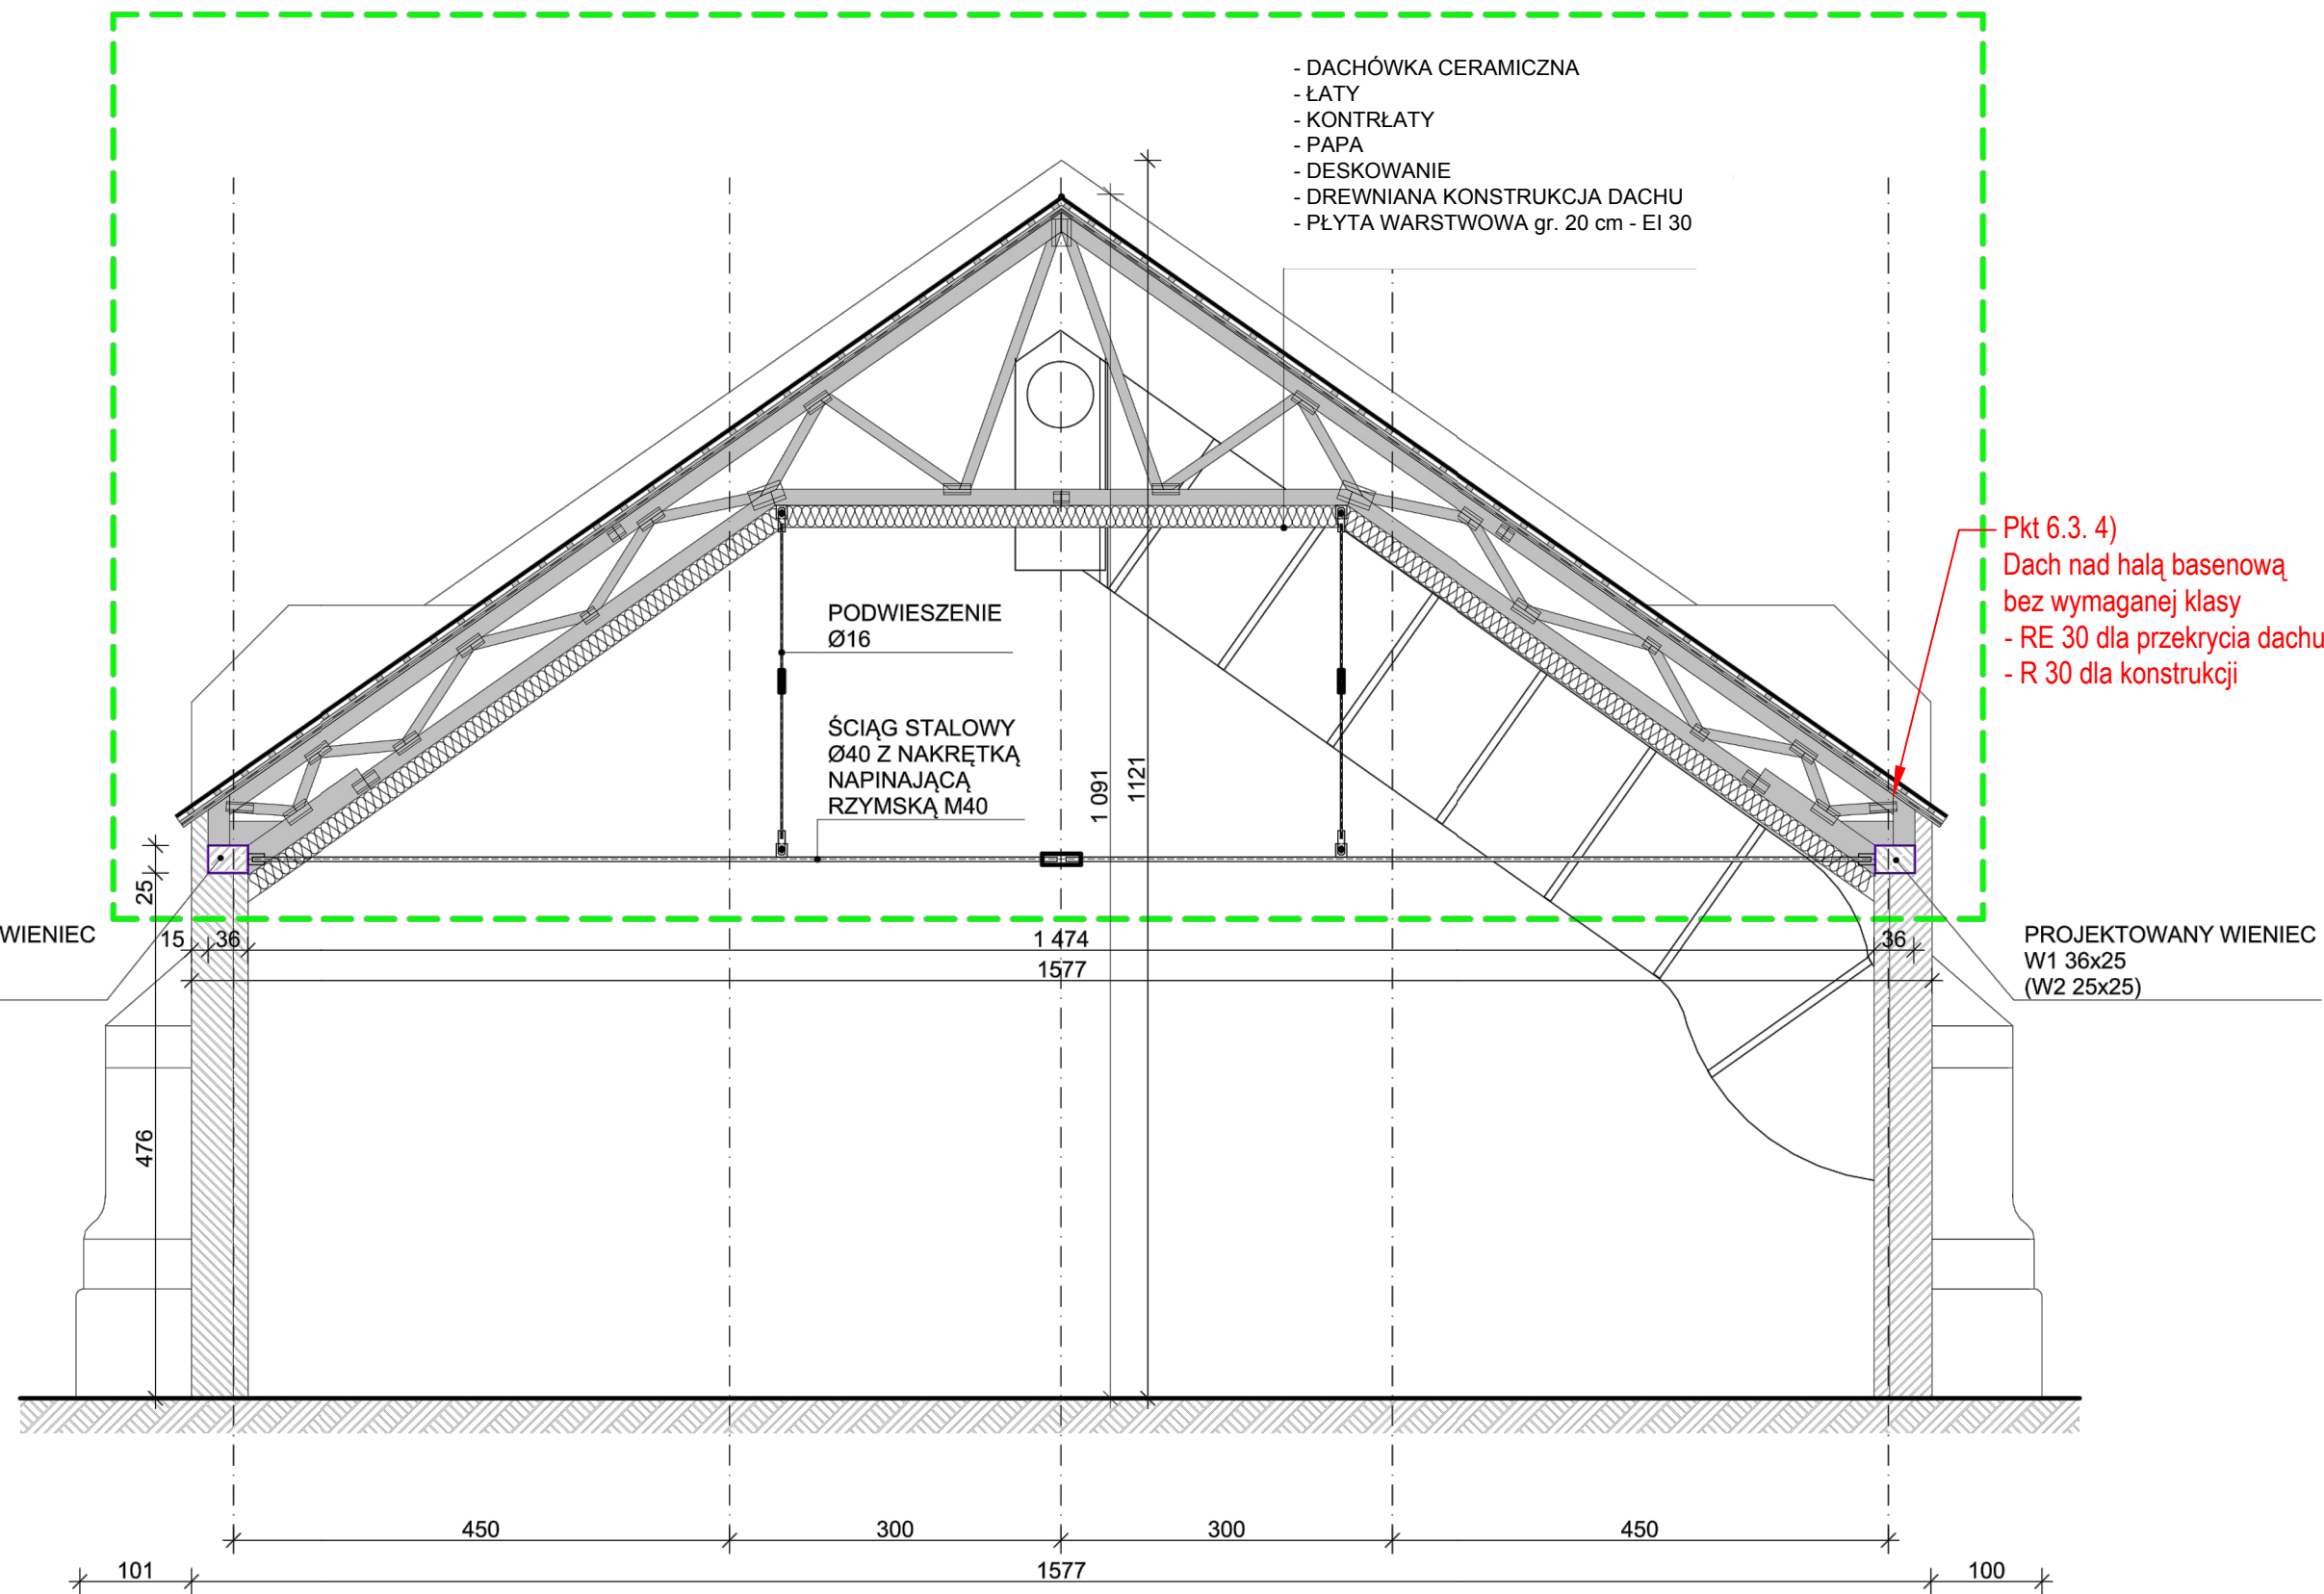 - DACHÓWKA CERAMICZNA
- ŁATY
- KONTRŁATY
- PAPA
- DESKOWANIE
- DREWNIANA KONSTRUKCJA DACHU
- PŁYTA WARSTWOWA gr. 20 cm - EI 30
Pkt 6.3. 4)
Dach nad halą basenową
bez wymaganej klasy
- RE 30 dla przekrycia dachu
- R 30 dla konstrukcji
PODWIESZENIE
Ø16
ŚCIĄG STALOWY
Ø40 Z NAKRĘTKĄ
NAPINAJĄCĄ
RZYMSKĄ M40
1 091
1121
25
WIENIEC
15
36
1 474
36
1577
PROJEKTOWANY WIENIEC
W1 36x25
(W2 25x25)
476
450
300
300
450
101
1577
100